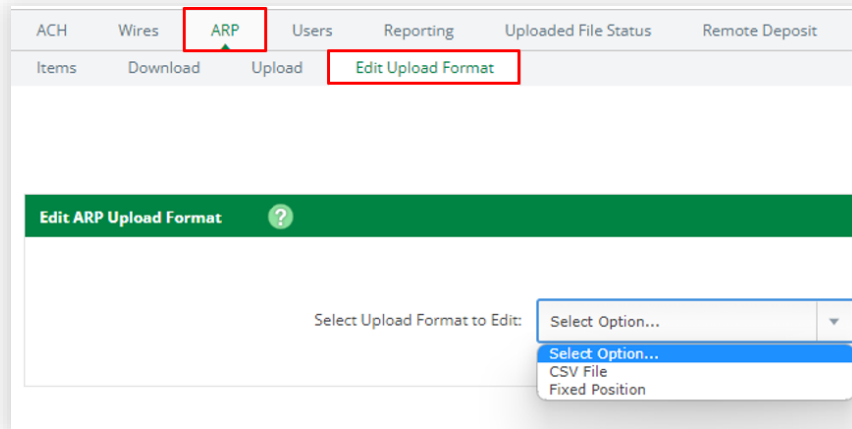 ACH Wires ARP Users Reporting Uploaded File Status Remote Deposit
Items Download Upload Edit Upload Format
Edit ARP Upload Format ?
Select Upload Format to Edit: Select Option...
Select Option...
CSV File
Fixed Position